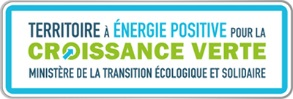 TERRITOIRE À ÉNERGIE POSITIVE POUR LA
CROISSANCE VERTE
MINISTÈRE DE LA TRANSITION ÉCOLOGIQUE ET SOLIDAIRE